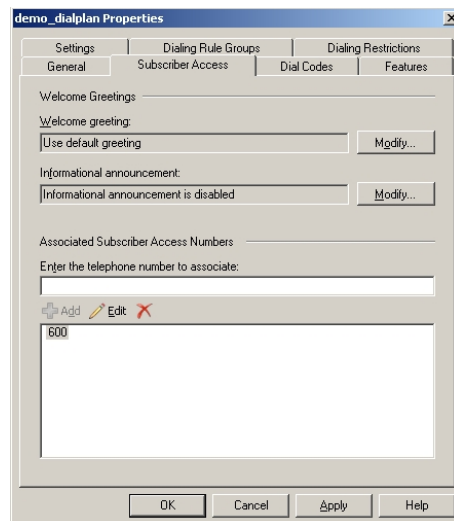 demo_dialplan Properties
Settings Dialing Rule Groups Dialing Restrictions
General Subscriber Access Dial Codes Features
Welcome Greetings
Welcome greeting:
Use default greeting Modify...
Informational announcement:
Informational announcement is disabled Modify...
Associated Subscriber Access Numbers
Enter the telephone number to associate:
Add Edit
600
OK Cancel Apply Help